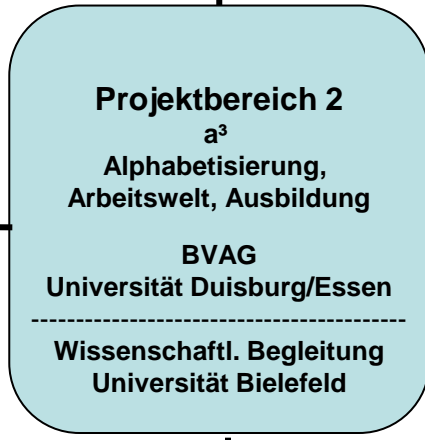 Projektbereich 2
a³
Alphabetisierung,
Arbeitswelt, Ausbildung
BVAG
Universität Duisburg/Essen
-----------------------------------------
Wissenschaftl. Begleitung
Universität Bielefeld